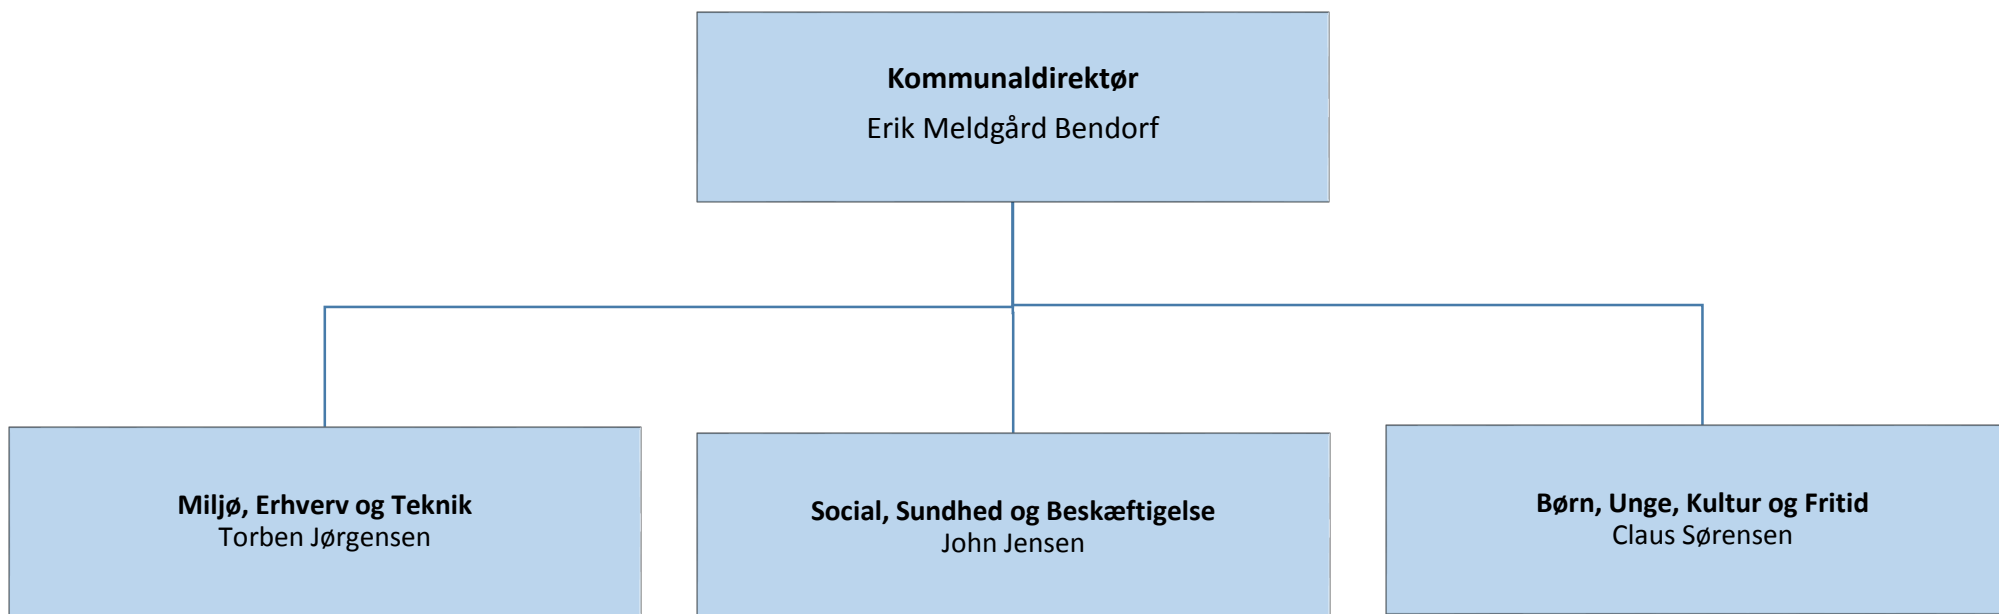 Kommunaldirektør
Erik Meldgård Bendorf
Miljø, Erhverv og Teknik
Torben Jørgensen
Social, Sundhed og Beskæftigelse
John Jensen
Børn, Unge, Kultur og Fritid
Claus Sørensen